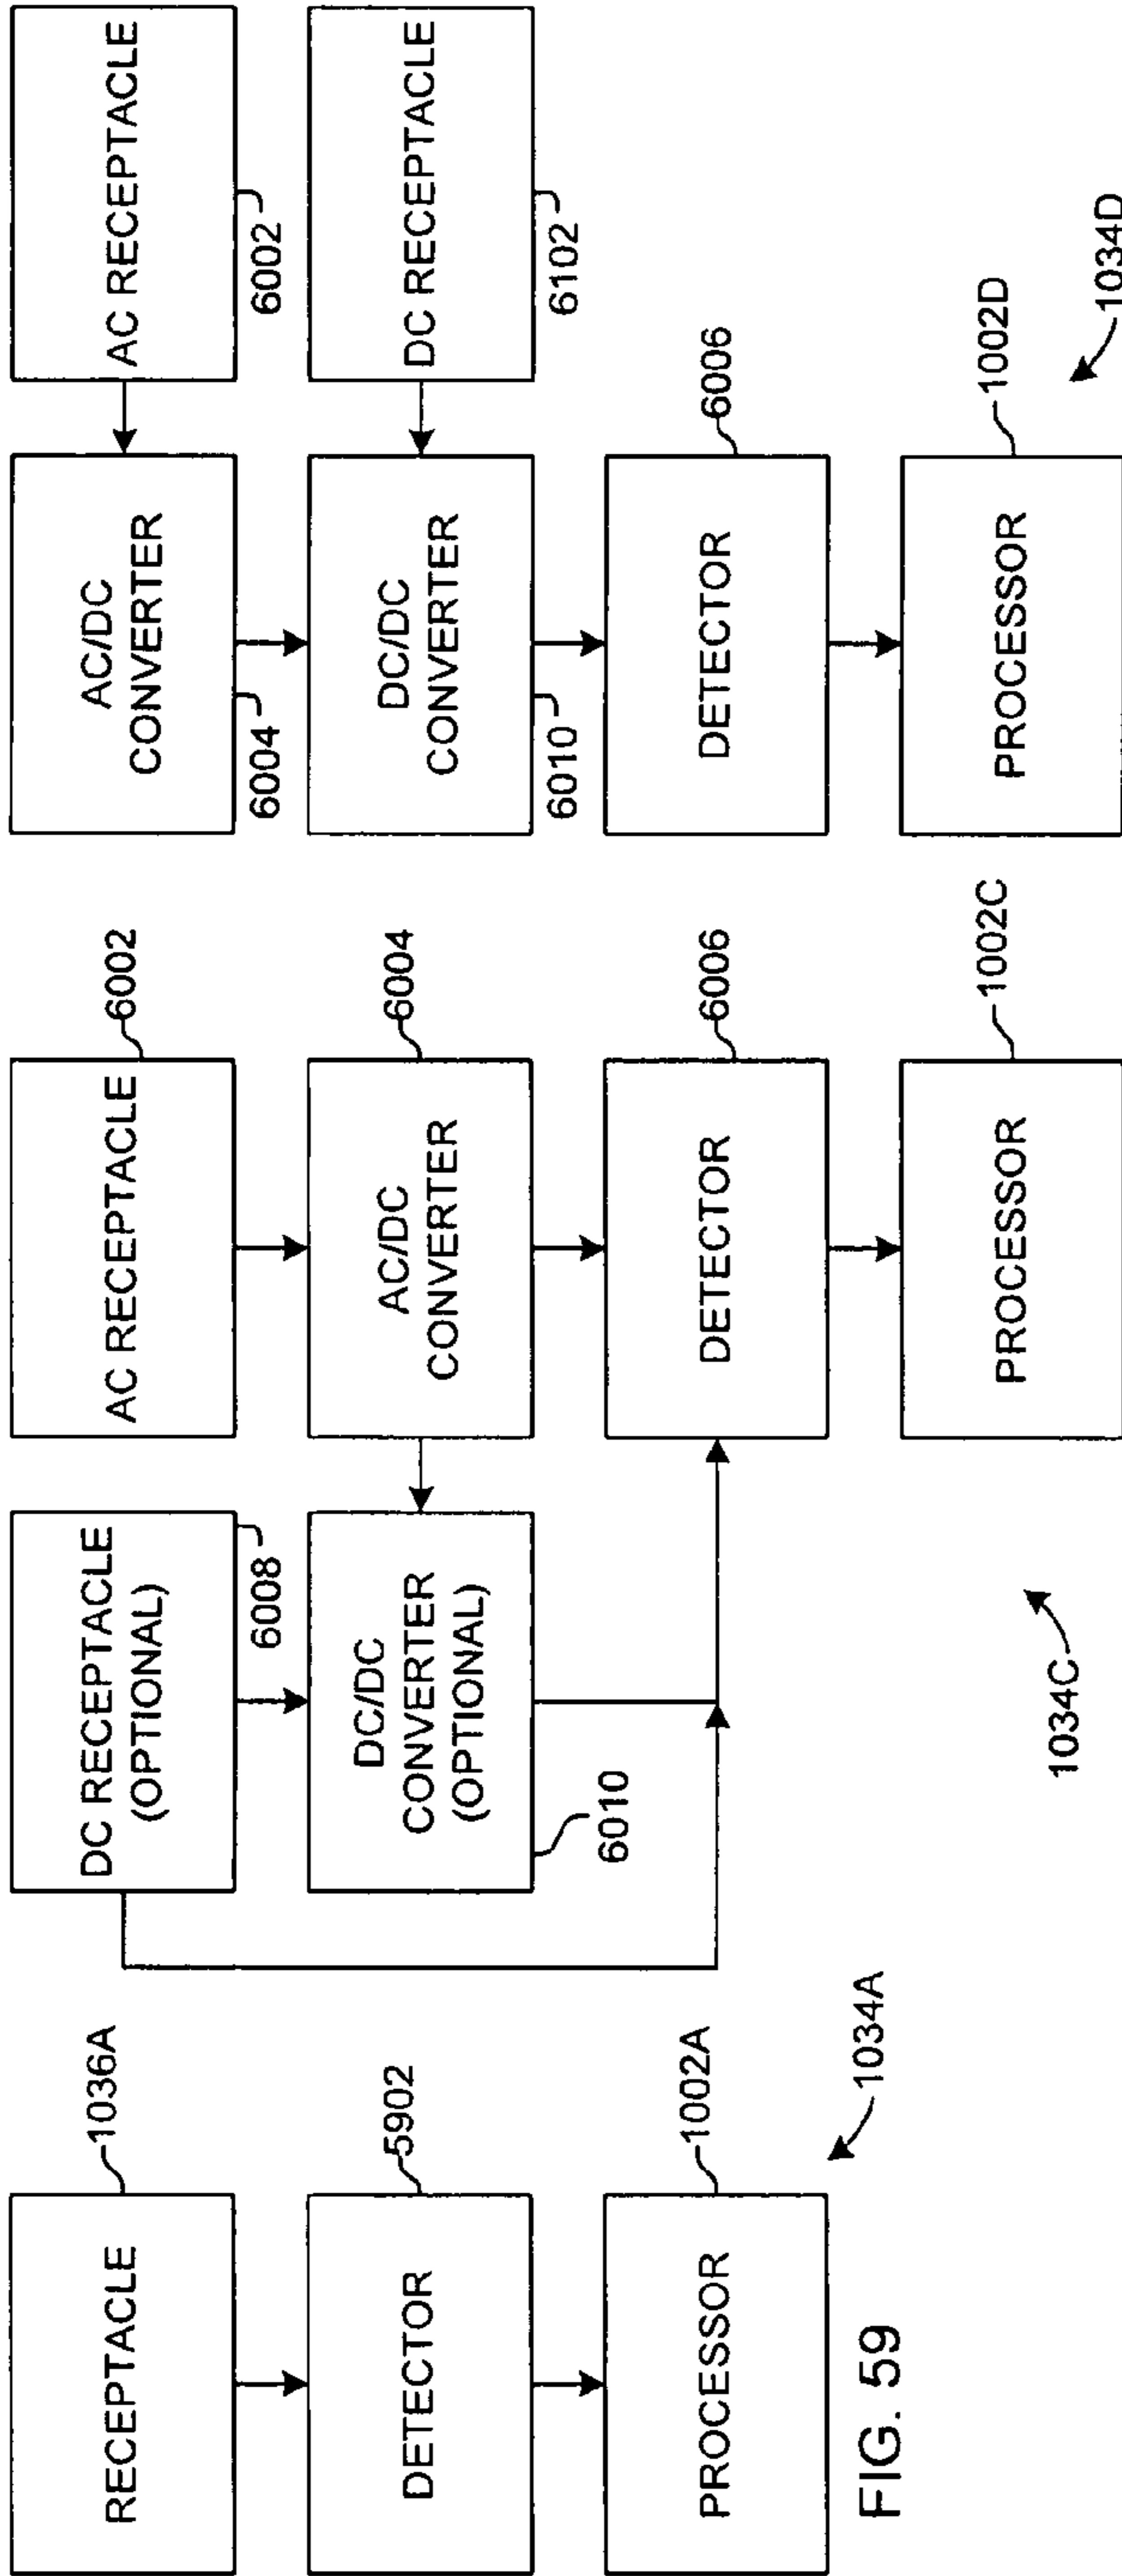 RECEPTACLE
1036A
DETECTOR
5902
PROCESSOR
1002A
1034A
FIG. 59
DC RECEPTACLE
(OPTIONAL)
6008
DC/DC
CONVERTER
(OPTIONAL)
6010
AC RECEPTACLE
6002
AC/DC
CONVERTER
6004
DETECTOR
6006
PROCESSOR
1002C
1034C
AC/DC
CONVERTER
6004
AC RECEPTACLE
6002
DC/DC
CONVERTER
6010
DC RECEPTACLE
6102
DETECTOR
6006
PROCESSOR
1002D
1034D